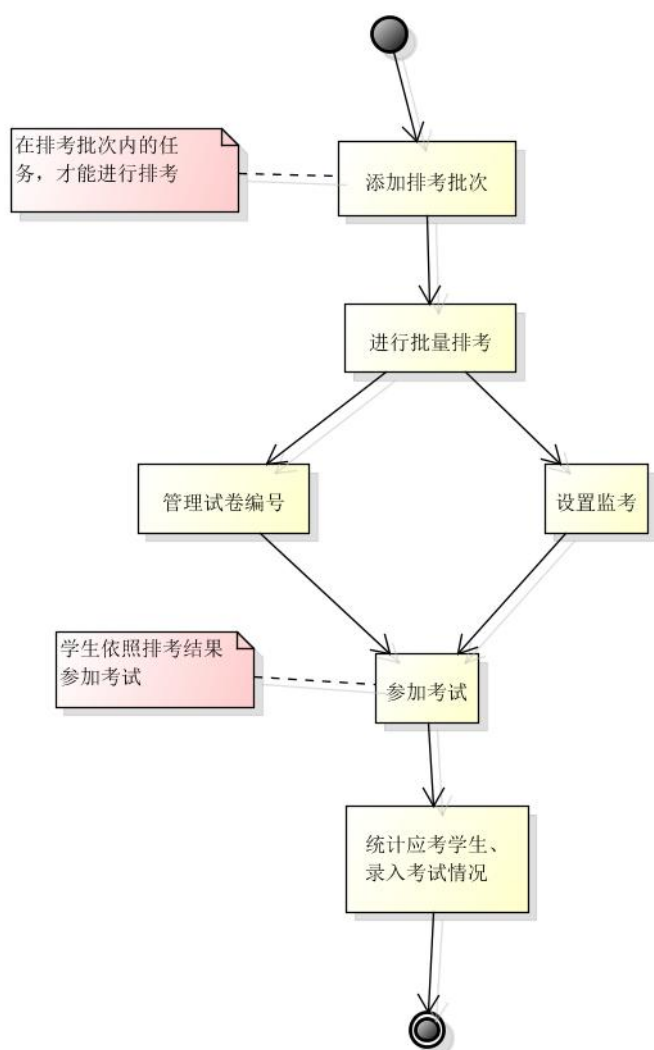 在排考批次内的任
务，才能进行排考
添加排考批次
进行批量排考
管理试卷编号
设置监考
学生依照排考结果
参加考试
参加考试
统计应考学生、
录入考试情况